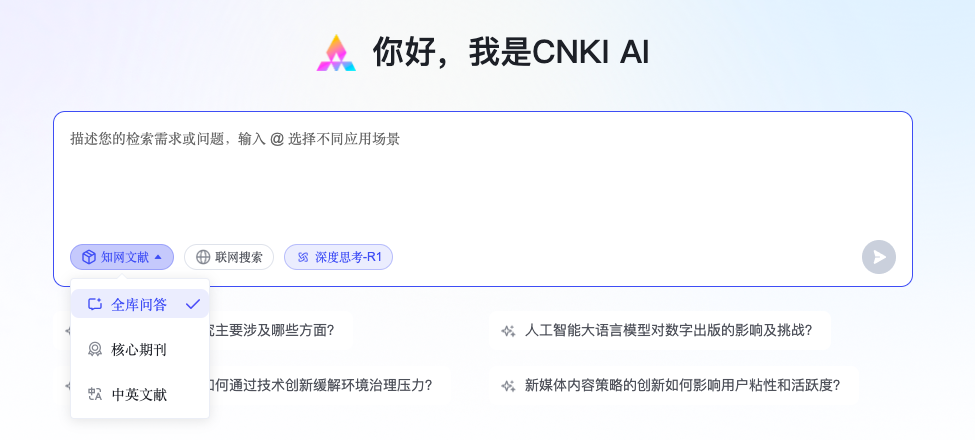 你好，我是CNKI AI
描述您的检索需求或问题，输入 @ 选择不同应用场景
知网文献 联网搜索 深度思考-R1
全库问答
核心期刊
中英文献
主要涉及哪些方面?
人工智能大语言模型对数字出版的影响及挑战?
如何通过技术创新缓解环境治理压力?
新媒体内容策略的创新如何影响用户粘性和活跃度?